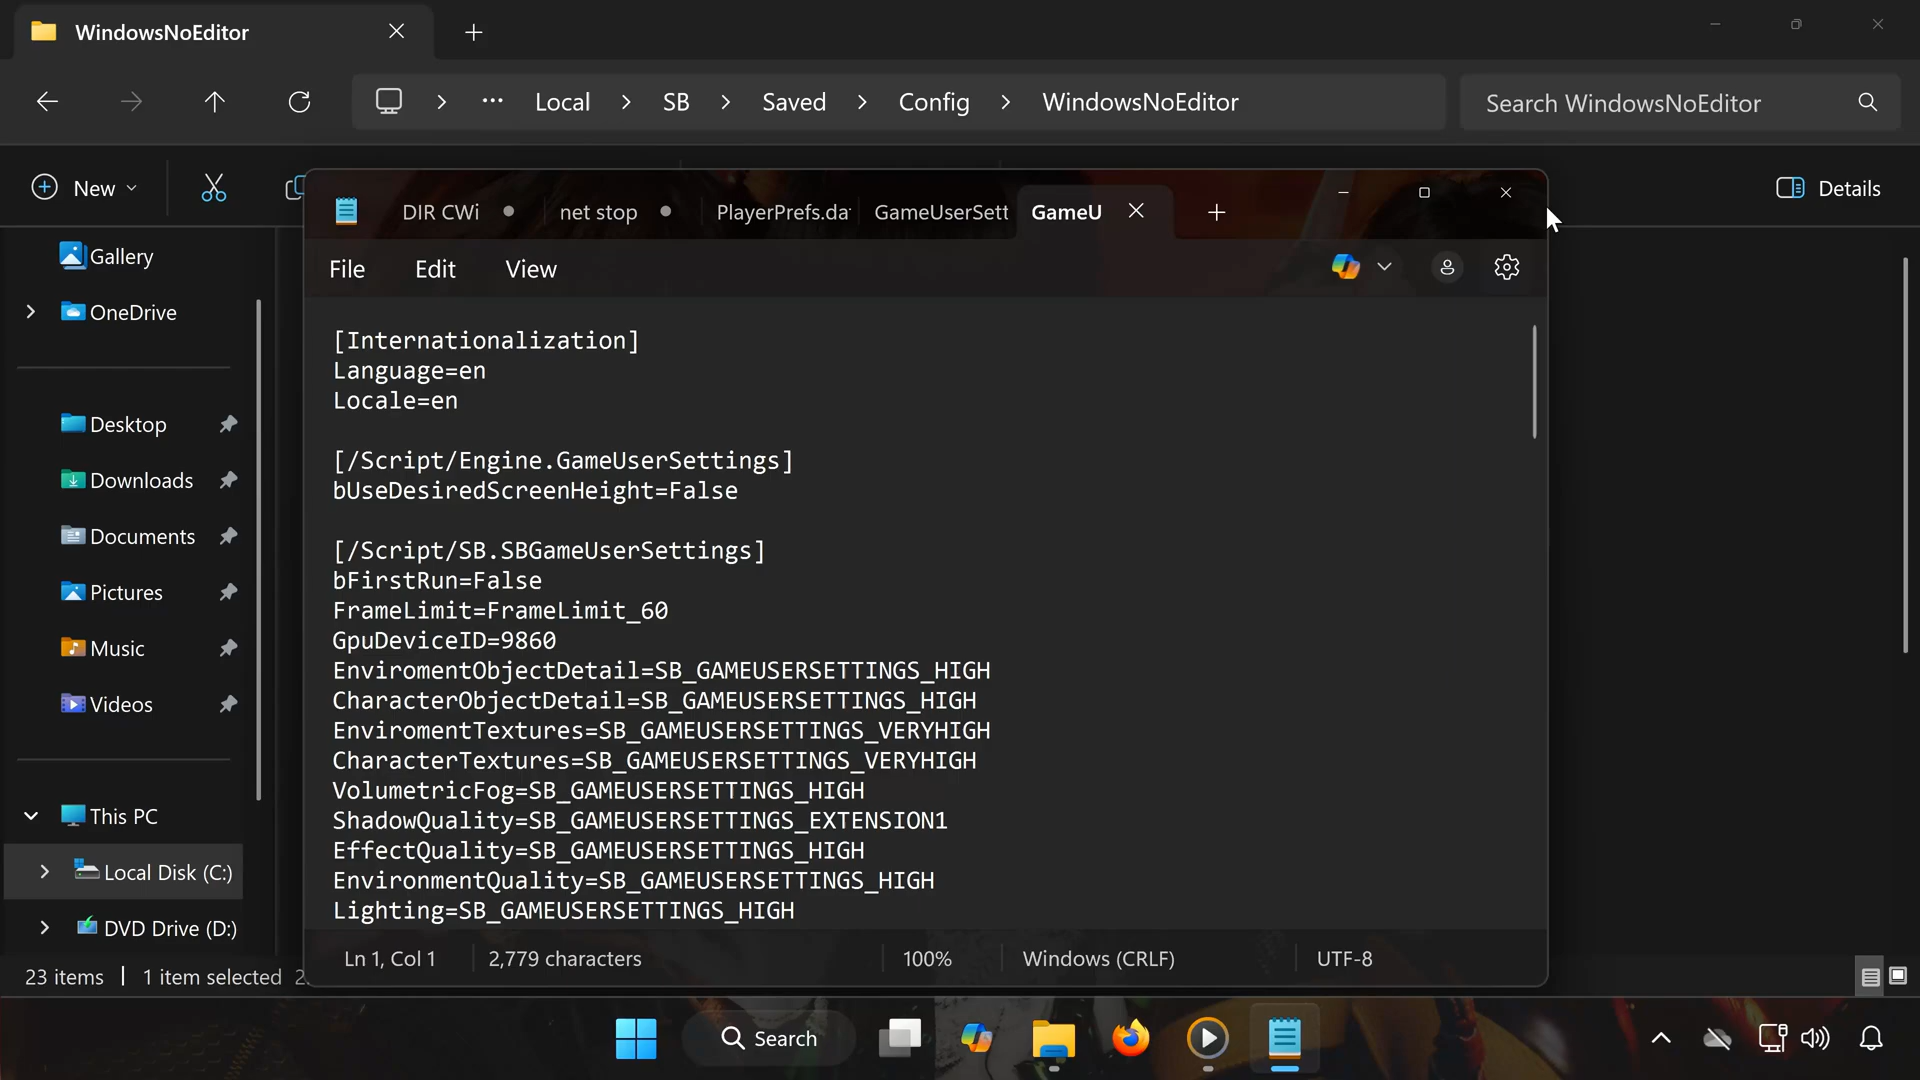 WindowsNoEditor
Local > SB > Saved > Config > WindowsNoEditor
Search WindowsNoEditor
New
Details
Gallery
OneDrive
Desktop
Downloads
Documents
Pictures
Music
Videos
This PC
Local Disk (C:)
DVD Drive (D:)
23 items | 1 item selected 2
DIR CWi
net stop
PlayerPrefs.da
GameUserSett
GameU
File
Edit
View
[Internationalization]
Language=en
Locale=en
[/Script/Engine.GameUserSettings]
bUseDesiredScreenHeight=False
[/Script/SB.SBGameUserSettings]
bFirstRun=False
FrameLimit=FrameLimit_60
GpuDeviceID=9860
EnviromentObjectDetail=SB_GAMEUSERSETTINGS_HIGH
CharacterObjectDetail=SB_GAMEUSERSETTINGS_HIGH
EnviromentTextures=SB_GAMEUSERSETTINGS_VERYHIGH
CharacterTextures=SB_GAMEUSERSETTINGS_VERYHIGH
VolumetricFog=SB_GAMEUSERSETTINGS_HIGH
ShadowQuality=SB_GAMEUSERSETTINGS_EXTENSION1
EffectQuality=SB_GAMEUSERSETTINGS_HIGH
EnvironmentQuality=SB_GAMEUSERSETTINGS_HIGH
Lighting=SB_GAMEUSERSETTINGS_HIGH
Ln 1, Col 1
2,779 characters
100%
Windows (CRLF)
UTF-8
Search